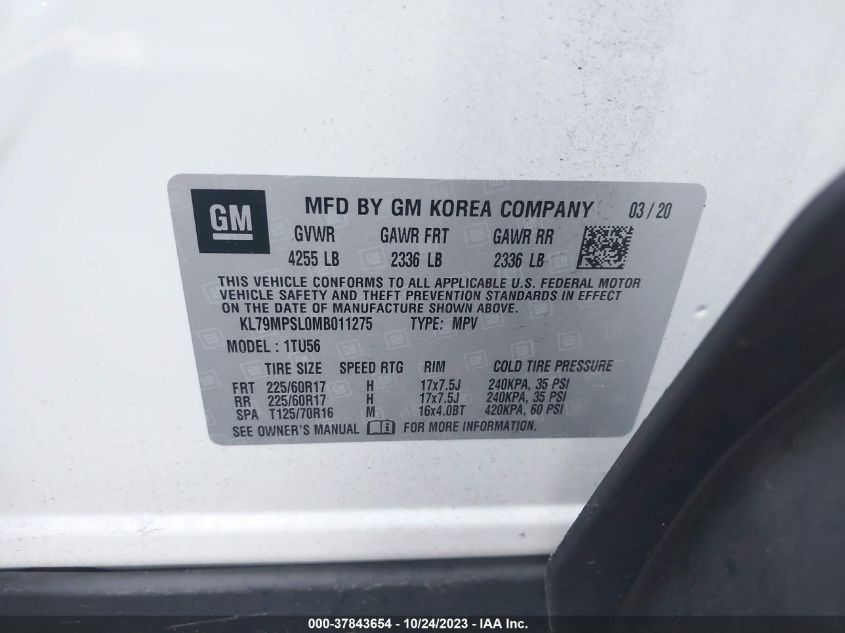 GM
MFD BY GM KOREA COMPANY 03 / 20
GVWR GAWR FRT GAWR RR
4255 LB 2336 LB 2336 LB
THIS VEHICLE CONFORMS TO ALL APPLICABLE U.S. FEDERAL MOTOR
VEHICLE SAFETY AND THEFT PREVENTION STANDARDS IN EFFECT
ON THE DATE OF MANUFACTURE SHOWN ABOVE.
KL79MPSL0MB011275 TYPE: MPV
MODEL : 1TU56
TIRE SIZE SPEED RTG RIM COLD TIRE PRESSURE
FRT 225/60R17 H 17x7.5J 240KPA, 35 PSI
RR 225/60R17 H 17x7.5J 240KPA, 35 PSI
SPA T125/70R16 M 16x4.0BT 420KPA, 60 PSI
SEE OWNER'S MANUAL FOR MORE INFORMATION.
000-37843654 - 10/24/2023 - IAA Inc.